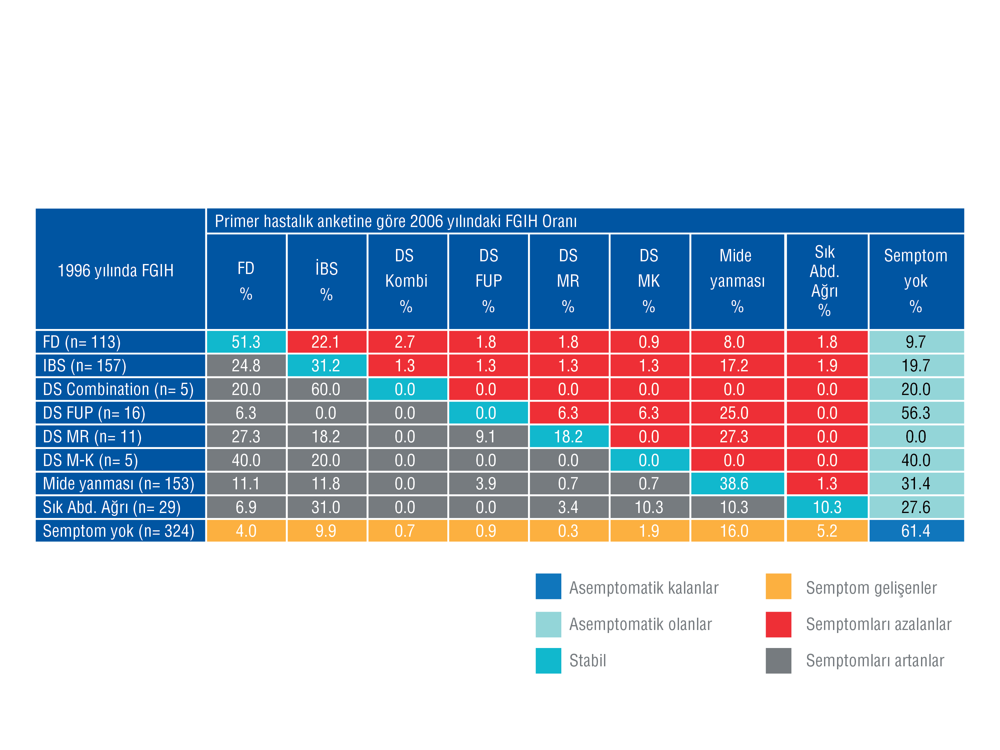 Primer hastalık anketine göre 2006 yılındaki FGIH Oranı
1996 yılında FGIH
FD
%
İBS
%
DS
Kombi
%
DS
FUP
%
DS
MR
%
DS
MK
%
Mide
yanması
%
Sık
Abd.
Ağrı
%
Semptom
yok
%
FD (n= 113) 51.3 22.1 2.7 1.8 1.8 0.9 8.0 1.8 9.7
IBS (n= 157) 24.8 31.2 1.3 1.3 1.3 1.3 17.2 1.9 19.7
DS Combination (n= 5) 20.0 60.0 0.0 0.0 0.0 0.0 0.0 0.0 20.0
DS FUP (n= 16) 6.3 0.0 0.0 0.0 6.3 6.3 25.0 0.0 56.3
DS MR (n= 11) 27.3 18.2 0.0 9.1 18.2 0.0 27.3 0.0 0.0
DS M-K (n= 5) 40.0 20.0 0.0 0.0 0.0 0.0 0.0 0.0 40.0
Mide yanması (n= 153) 11.1 11.8 0.0 3.9 0.7 0.7 38.6 1.3 31.4
Sık Abd. Ağrı (n= 29) 6.9 31.0 0.0 0.0 3.4 10.3 10.3 10.3 27.6
Semptom yok (n= 324) 4.0 9.9 0.7 0.9 0.3 1.9 16.0 5.2 61.4
Asemptomatik kalanlar
Semptom gelişenler
Asemptomatik olanlar
Semptomları azalanlar
Stabil
Semptomları artanlar